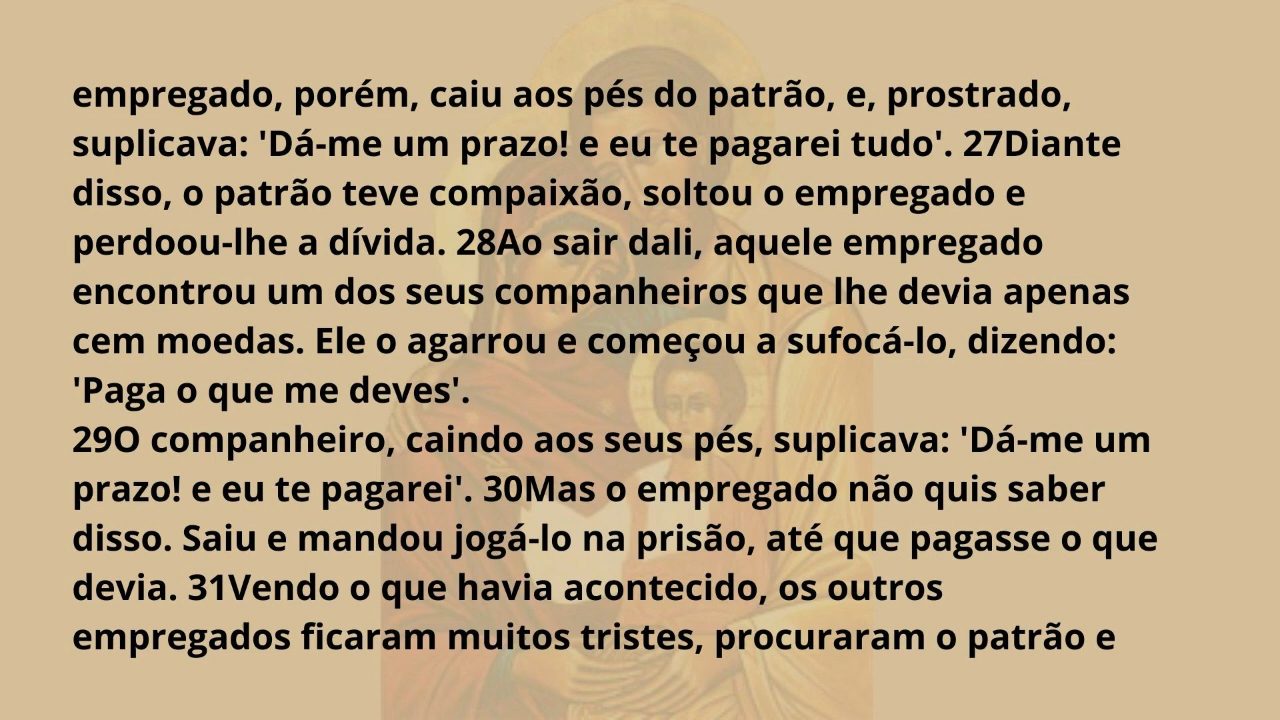 empregado, porém, caiu aos pés do patrão, e, prostrado,
suplicava: 'Dá-me um prazo! e eu te pagarei tudo'. 27Diante
disso, o patrão teve compaixão, soltou o empregado e
perdoou-lhe a dívida. 28Ao sair dali, aquele empregado
encontrou um dos seus companheiros que lhe devia apenas
cem moedas. Ele o agarrou e começou a sufocá-lo, dizendo:
'Paga o que me deves'.
29O companheiro, caindo aos seus pés, suplicava: 'Dá-me um
prazo! e eu te pagarei'. 30Mas o empregado não quis saber
disso. Saiu e mandou jogá-lo na prisão, até que pagasse o que
devia. 31Vendo o que havia acontecido, os outros
empregados ficaram muitos tristes, procuraram o patrão e